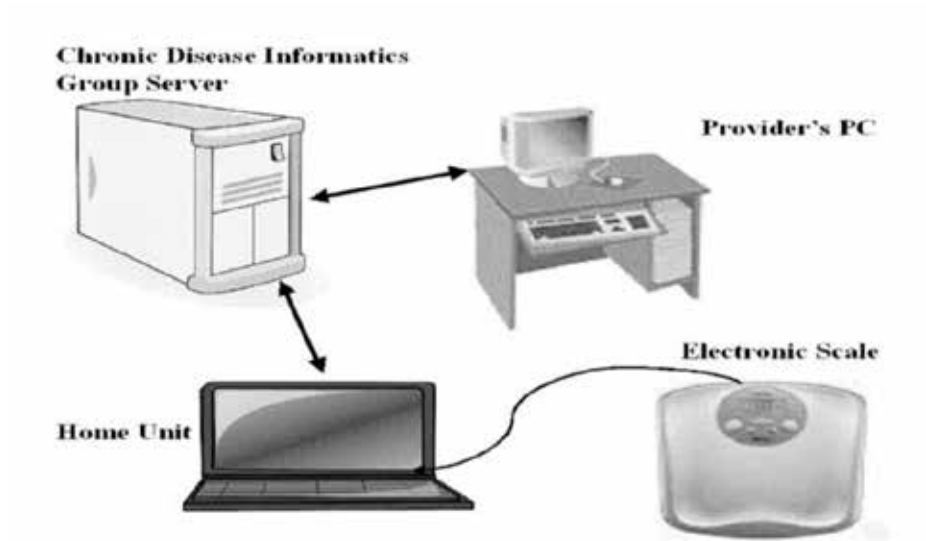 Chronic Disease Informatics
Group Server
Provider's PC
Electronic Scale
Home Unit